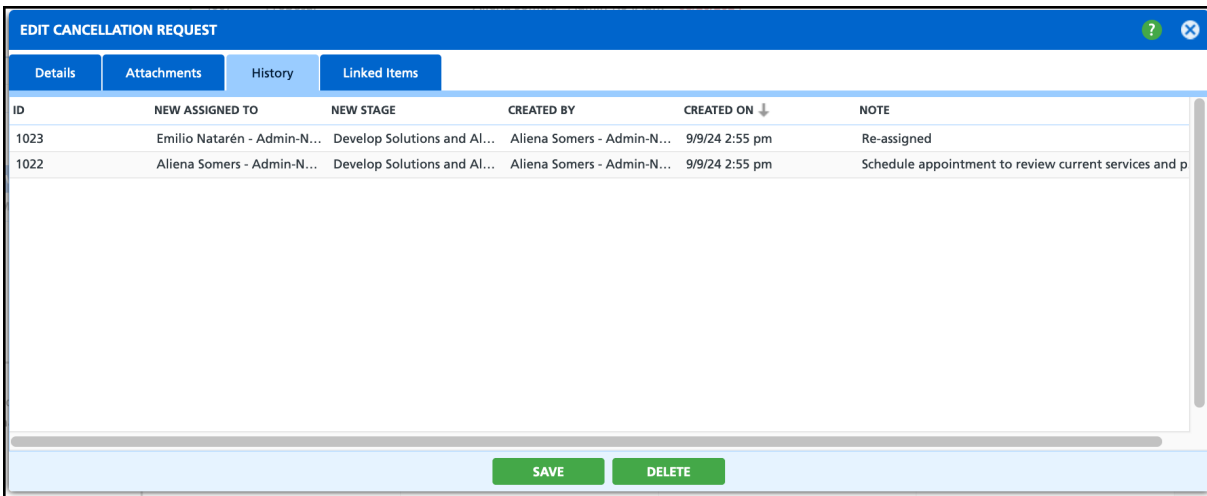 EDIT CANCELLATION REQUEST ?
Details Attachments History Linked Items
ID NEW ASSIGNED TO NEW STAGE CREATED BY CREATED ON NOTE
1023 Emilio Natarén - Admin-N... Develop Solutions and Al... Aliena Somers - Admin-N... 9/9/24 2:55 pm Re-assigned
1022 Aliena Somers - Admin-N... Develop Solutions and Al... Aliena Somers - Admin-N... 9/9/24 2:55 pm Schedule appointment to review current services and p
SAVE DELETE